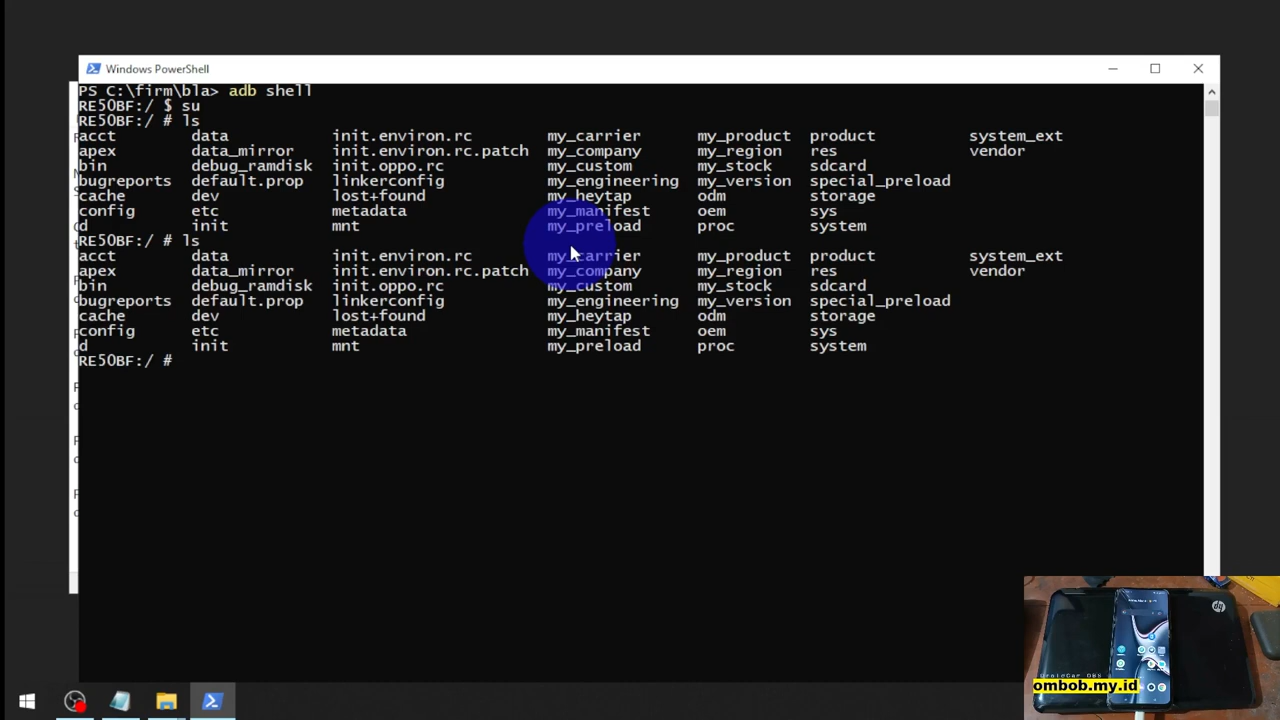 Windows PowerShell
PS C:\firm\bla> adb shell
RE50BF:/ $ su
RE50BF:/ # ls
acct data init.environ.rc my_carrier my_product product system_ext
apex data_mirror init.environ.rc.patch my_company my_region res vendor
bin debug_ramdisk init.oppo.rc my_custom my_stock sdcard
bugreports default.prop linkerconfig my_engineering my_version special_preload
cache dev lost+found my_heytap odm storage
config etc metadata my_manifest oem sys
d init mnt my_preload proc system
RE50BF:/ # ls
acct data init.environ.rc my_carrier my_product product system_ext
apex data_mirror init.environ.rc.patch my_company my_region res vendor
bin debug_ramdisk init.oppo.rc my_custom my_stock sdcard
bugreports default.prop linkerconfig my_engineering my_version special_preload
cache dev lost+found my_heytap odm storage
config etc metadata my_manifest oem sys
d init mnt my_preload proc system
RE50BF:/ #
hp
DroidCam OBS
ombob.my.id